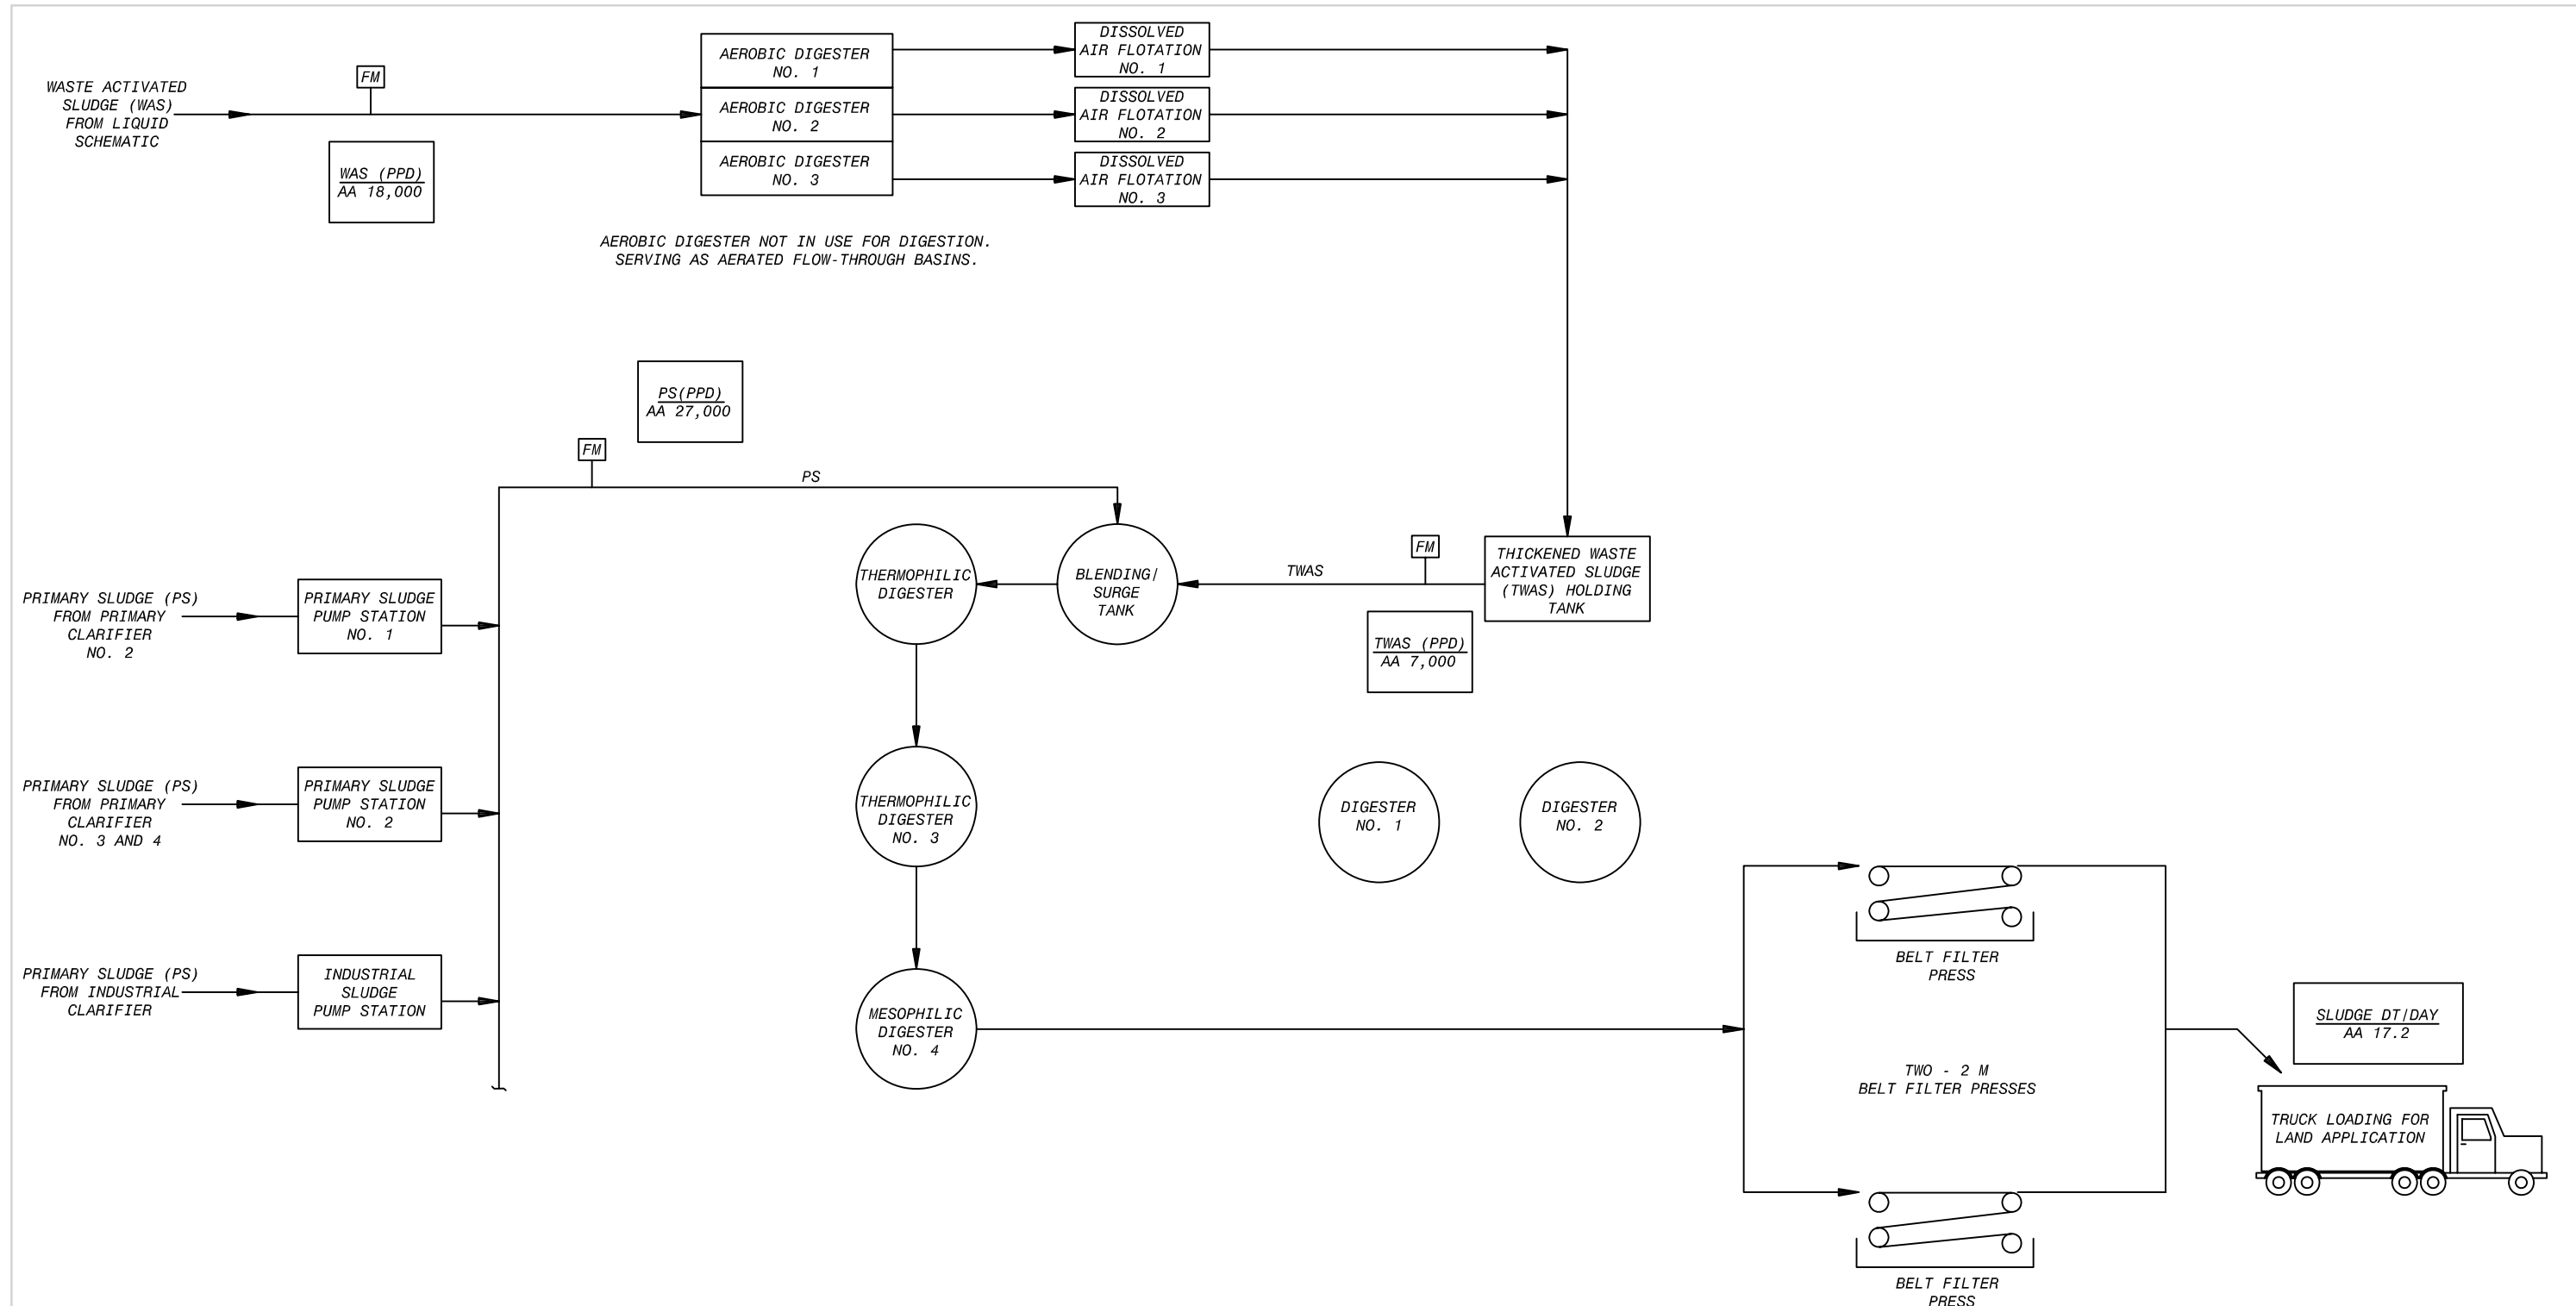 WASTE ACTIVATED
SLUDGE (WAS)
FROM LIQUID
SCHEMATIC
FM
WAS (PPD)
AA 18,000
AEROBIC DIGESTER
NO. 1
AEROBIC DIGESTER
NO. 2
AEROBIC DIGESTER
NO. 3
DISSOLVED
AIR FLOTATION
NO. 1
DISSOLVED
AIR FLOTATION
NO. 2
DISSOLVED
AIR FLOTATION
NO. 3
AEROBIC DIGESTER NOT IN USE FOR DIGESTION.
SERVING AS AERATED FLOW-THROUGH BASINS.
PS(PPD)
AA 27,000
FM
PS
THERMOPHILIC
DIGESTER
BLENDING/
SURGE
TANK
TWAS
FM
THICKENED WASTE
ACTIVATED SLUDGE
(TWAS) HOLDING
TANK
TWAS (PPD)
AA 7,000
PRIMARY SLUDGE (PS)
FROM PRIMARY
CLARIFIER
NO. 2
PRIMARY SLUDGE
PUMP STATION
NO. 1
PRIMARY SLUDGE (PS)
FROM PRIMARY
CLARIFIER
NO. 3 AND 4
PRIMARY SLUDGE
PUMP STATION
NO. 2
THERMOPHILIC
DIGESTER
NO. 3
DIGESTER
NO. 1
DIGESTER
NO. 2
PRIMARY SLUDGE (PS)
FROM INDUSTRIAL
CLARIFIER
INDUSTRIAL
SLUDGE
PUMP STATION
MESOPHILIC
DIGESTER
NO. 4
BELT FILTER
PRESS
TWO - 2 M
BELT FILTER PRESSES
SLUDGE DT/DAY
AA 17.2
TRUCK LOADING FOR
LAND APPLICATION
BELT FILTER
PRESS